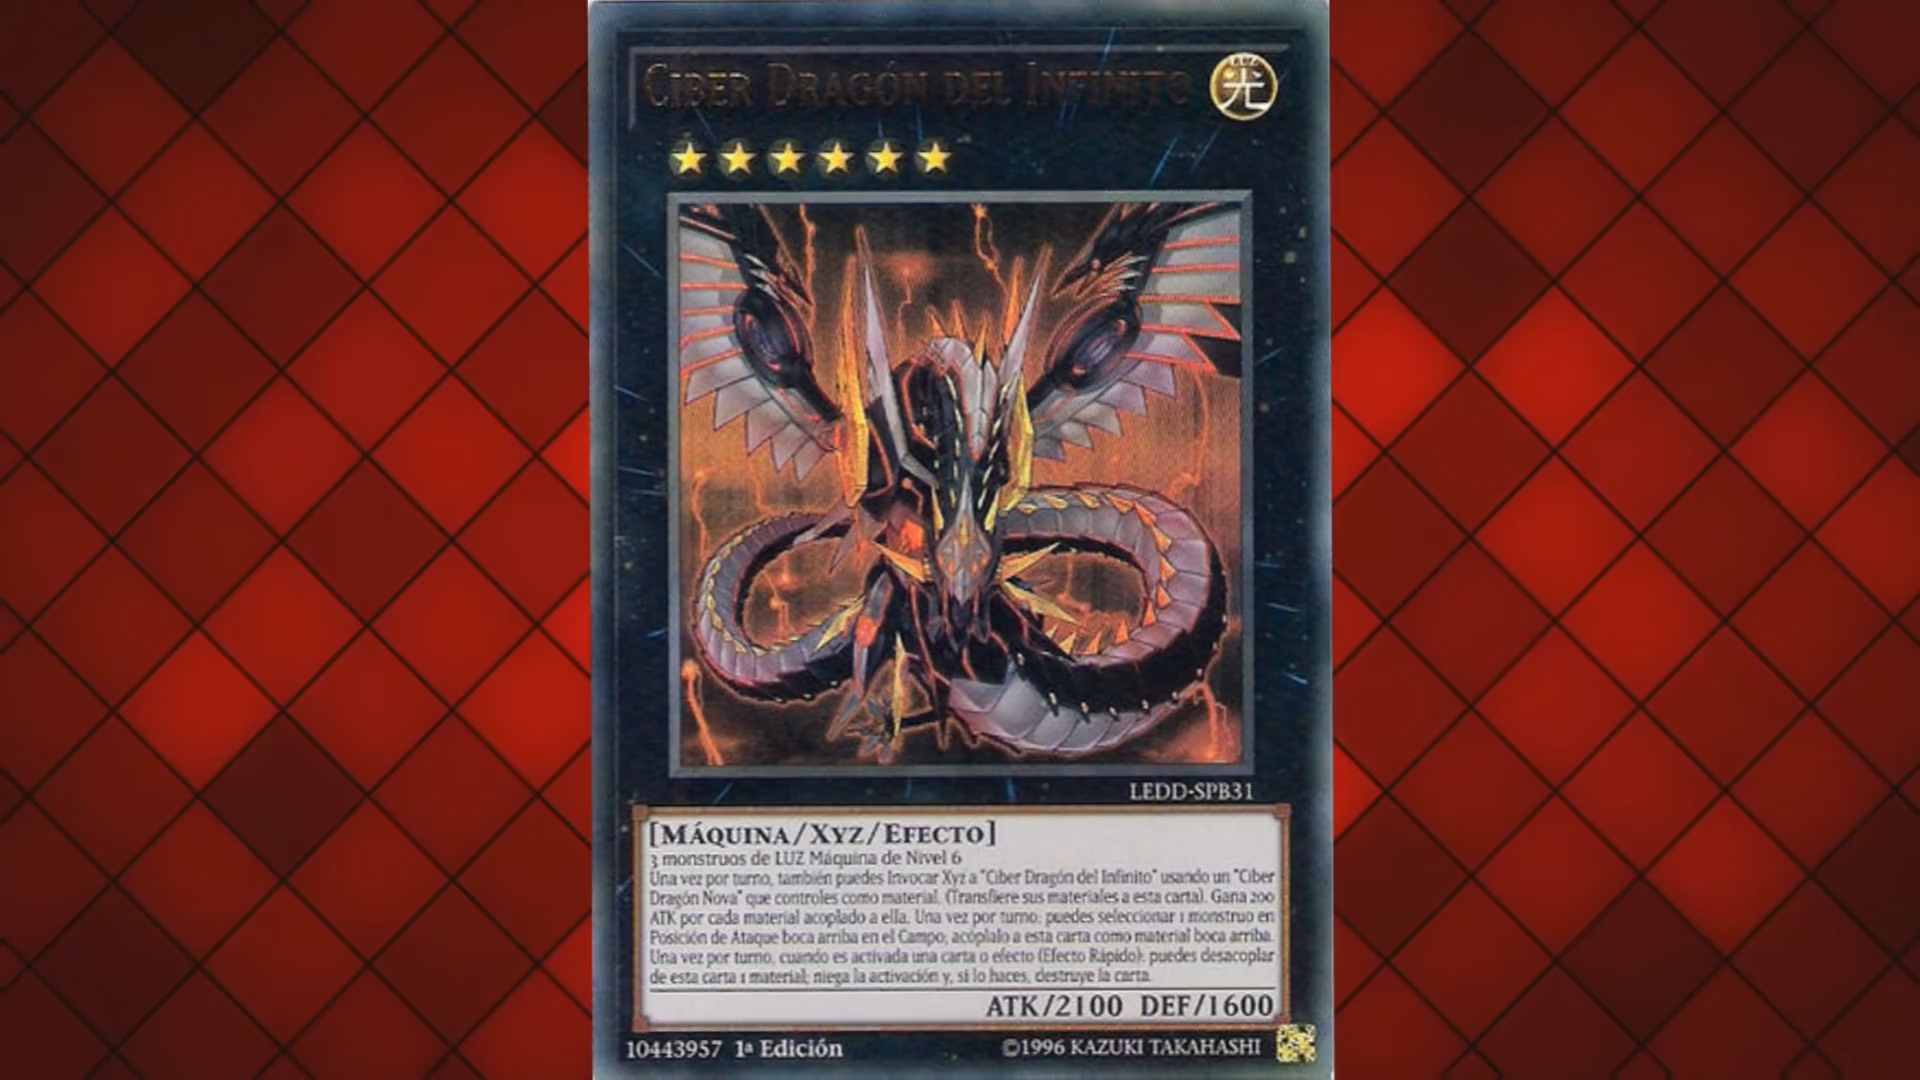 Ciber Dragón del Infinito
LUZ
光
LEDD-SPB31
[Máquina/Xyz/Efecto]
3 monstruos de LUZ Máquina de Nivel 6
Una vez por turno, también puedes Invocar Xyz a "Ciber Dragón del Infinito" usando un "Ciber
Dragón Nova" que controles como material. (Transfiere sus materiales a esta carta). Gana 200
ATK por cada material acoplado a ella. Una vez por turno: puedes seleccionar 1 monstruo en
Posición de Ataque boca arriba en el Campo; acóplalo a esta carta como material boca arriba.
Una vez por turno, cuando es activada una carta o efecto (Efecto Rápido): puedes desacoplar
de esta carta 1 material; niega la activación y, si lo haces, destruye la carta.
ATK/2100 DEF/1600
10443957 1ª Edición
©1996 KAZUKI TAKAHASHI